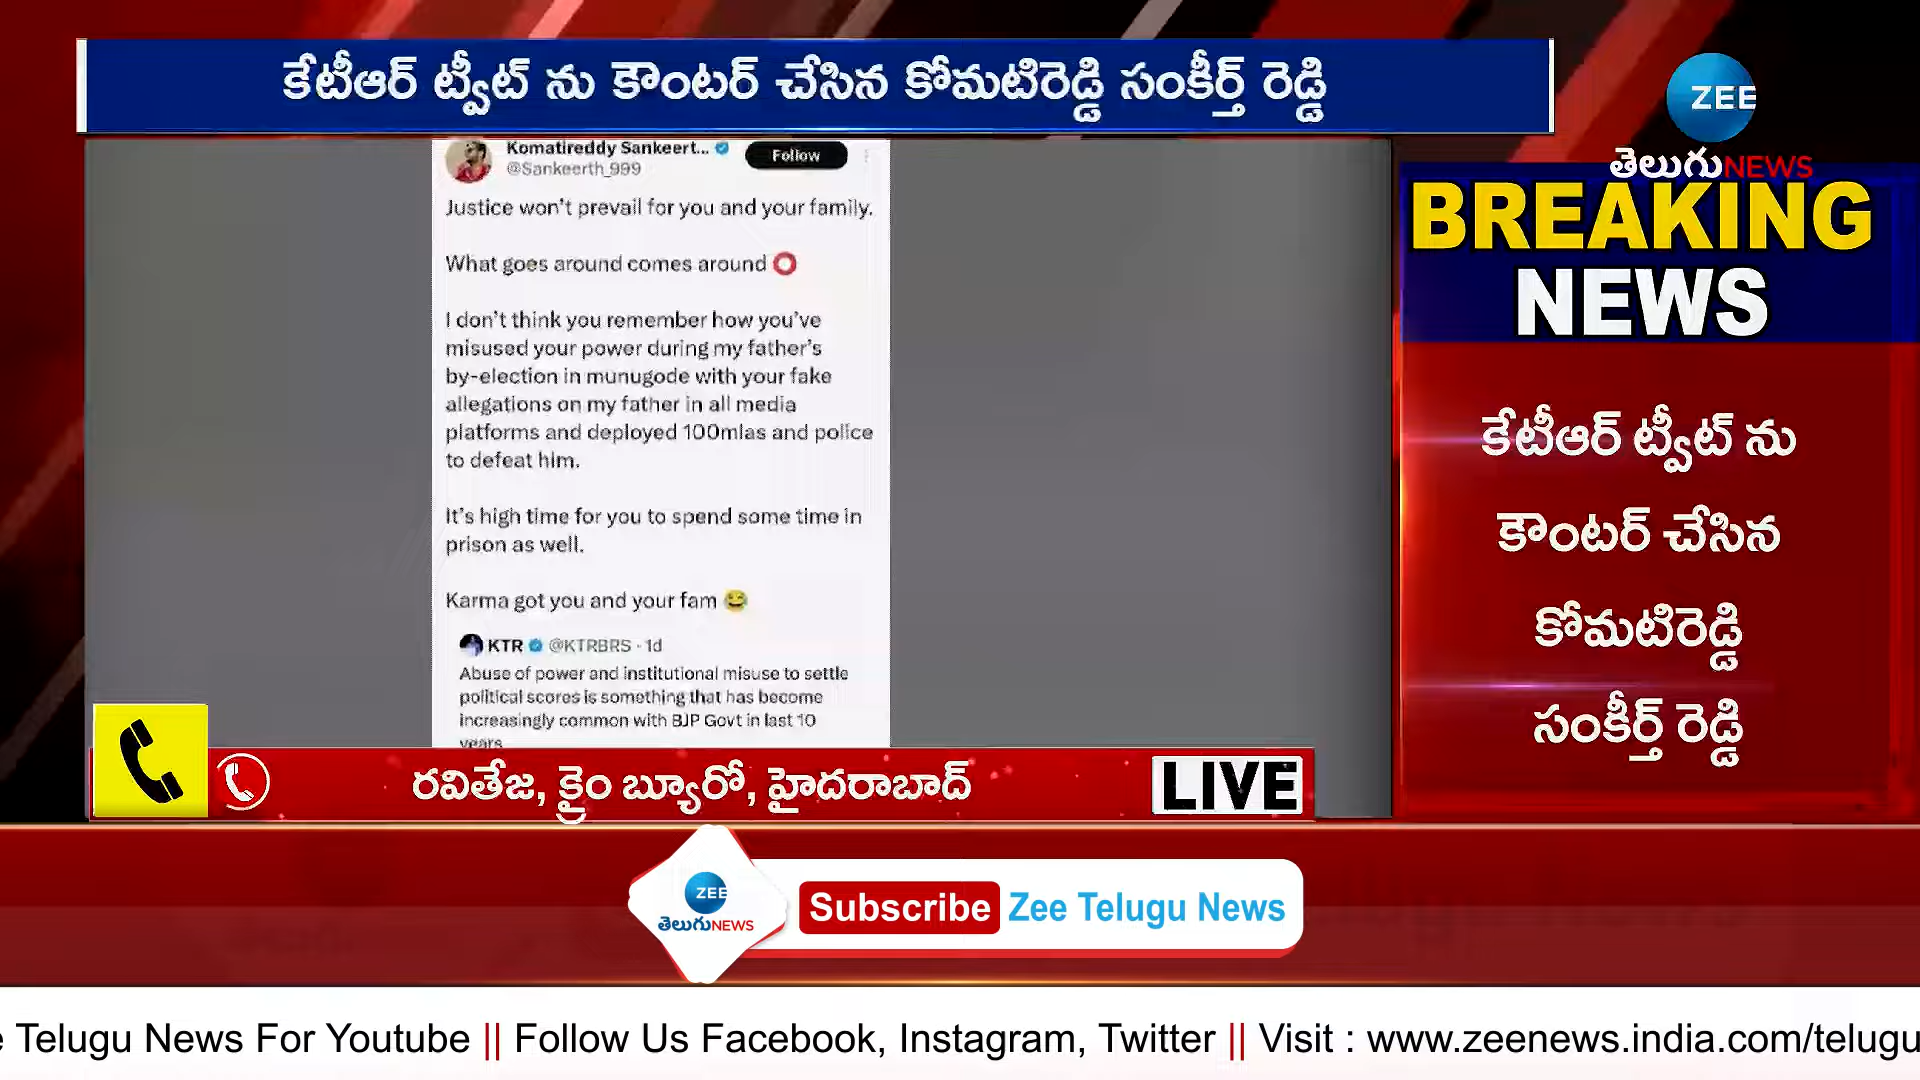 కేటీఆర్ ట్వీట్ ను కౌంటర్ చేసిన కోమటిరెడ్డి సంకీర్త్ రెడ్డి
ZEE
తెలుగు NEWS
Komatireddy Sankeert...
Follow
@Sankeerth_999
Justice won't prevail for you and your family.
What goes around comes around ⭕
I don't think you remember how you've
misused your power during my father's
by-election in munugode with your fake
allegations on my father in all media
platforms and deployed 100mlas and police
to defeat him.
It's high time for you to spend some time in
prison as well.
Karma got you and your fam 😂
KTR @KTRBRS · 1d
Abuse of power and institutional misuse to settle
political scores is something that has become
increasingly common with BJP Govt in last 10
years
BREAKING
NEWS
కేటీఆర్ ట్వీట్ ను
కౌంటర్ చేసిన
కోమటిరెడ్డి
సంకీర్త్ రెడ్డి
రవితేజ, క్రైం బ్యూరో, హైదరాబాద్
LIVE
ZEE
తెలుగు NEWS
Subscribe Zee Telugu News
e Telugu News For Youtube || Follow Us Facebook, Instagram, Twitter || Visit : www.zeenews.india.com/telugu